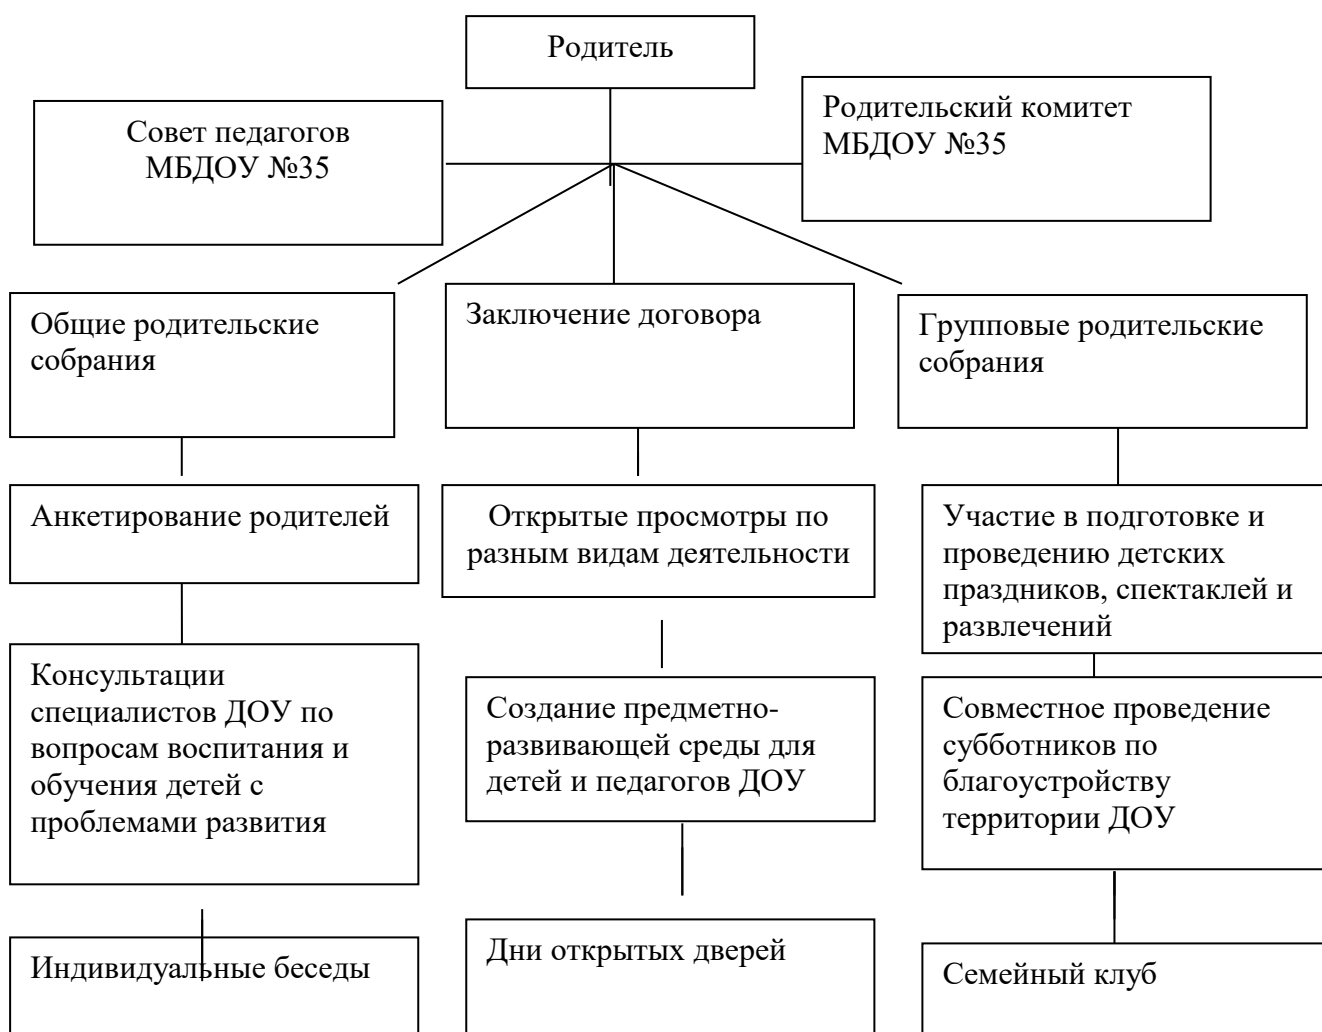 Родитель
Совет педагогов
МБДОУ №35
Родительский комитет
МБДОУ №35
Общие родительские
собрания
Заключение договора
Групповые родительские
собрания
Анкетирование родителей
Открытые просмотры по
разным видам деятельности
Участие в подготовке и
проведению детских
праздников, спектаклей и
развлечений
Консультации
специалистов ДОУ по
вопросам воспитания и
обучения детей с
проблемами развития
Создание предметно-
развивающей среды для
детей и педагогов ДОУ
Совместное проведение
субботников по
благоустройству
территории ДОУ
Индивидуальные беседы
Дни открытых дверей
Семейный клуб